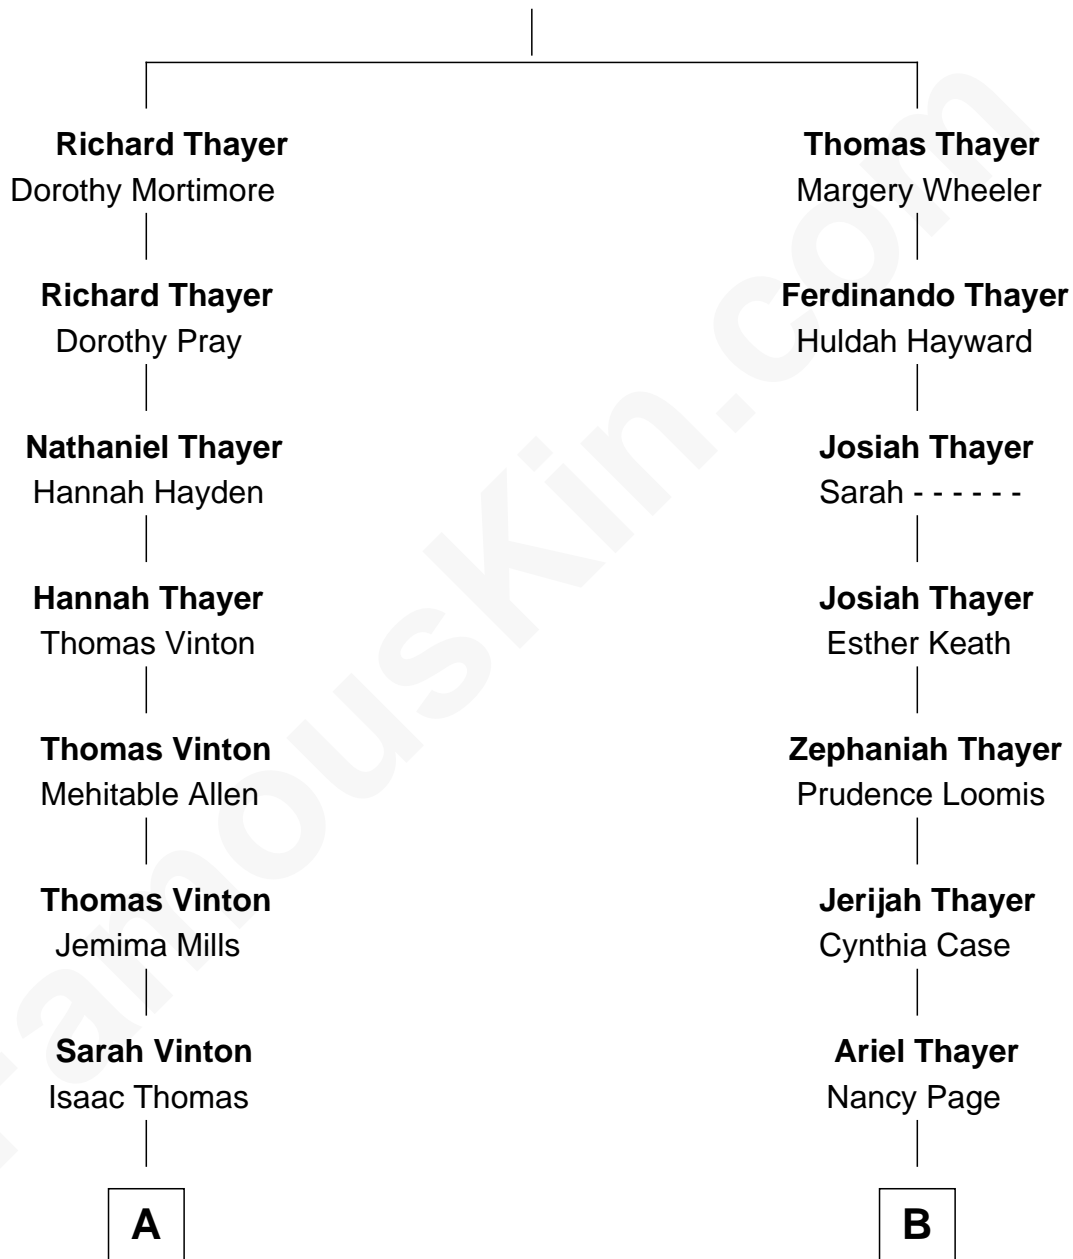 Richard Thayer
Dorothy Mortimore
Richard Thayer
Dorothy Pray
Nathaniel Thayer
Hannah Hayden
Hannah Thayer
Thomas Vinton
Thomas Vinton
Mehitable Allen
Thomas Vinton
Jemima Mills
Sarah Vinton
Isaac Thomas
A
Thomas Thayer
Margery Wheeler
Ferdinando Thayer
Huldah Hayward
Josiah Thayer
Sarah - - - - - -
Josiah Thayer
Esther Keath
Zephaniah Thayer
Prudence Loomis
Jerijah Thayer
Cynthia Case
Ariel Thayer
Nancy Page
B
FamousKin.com